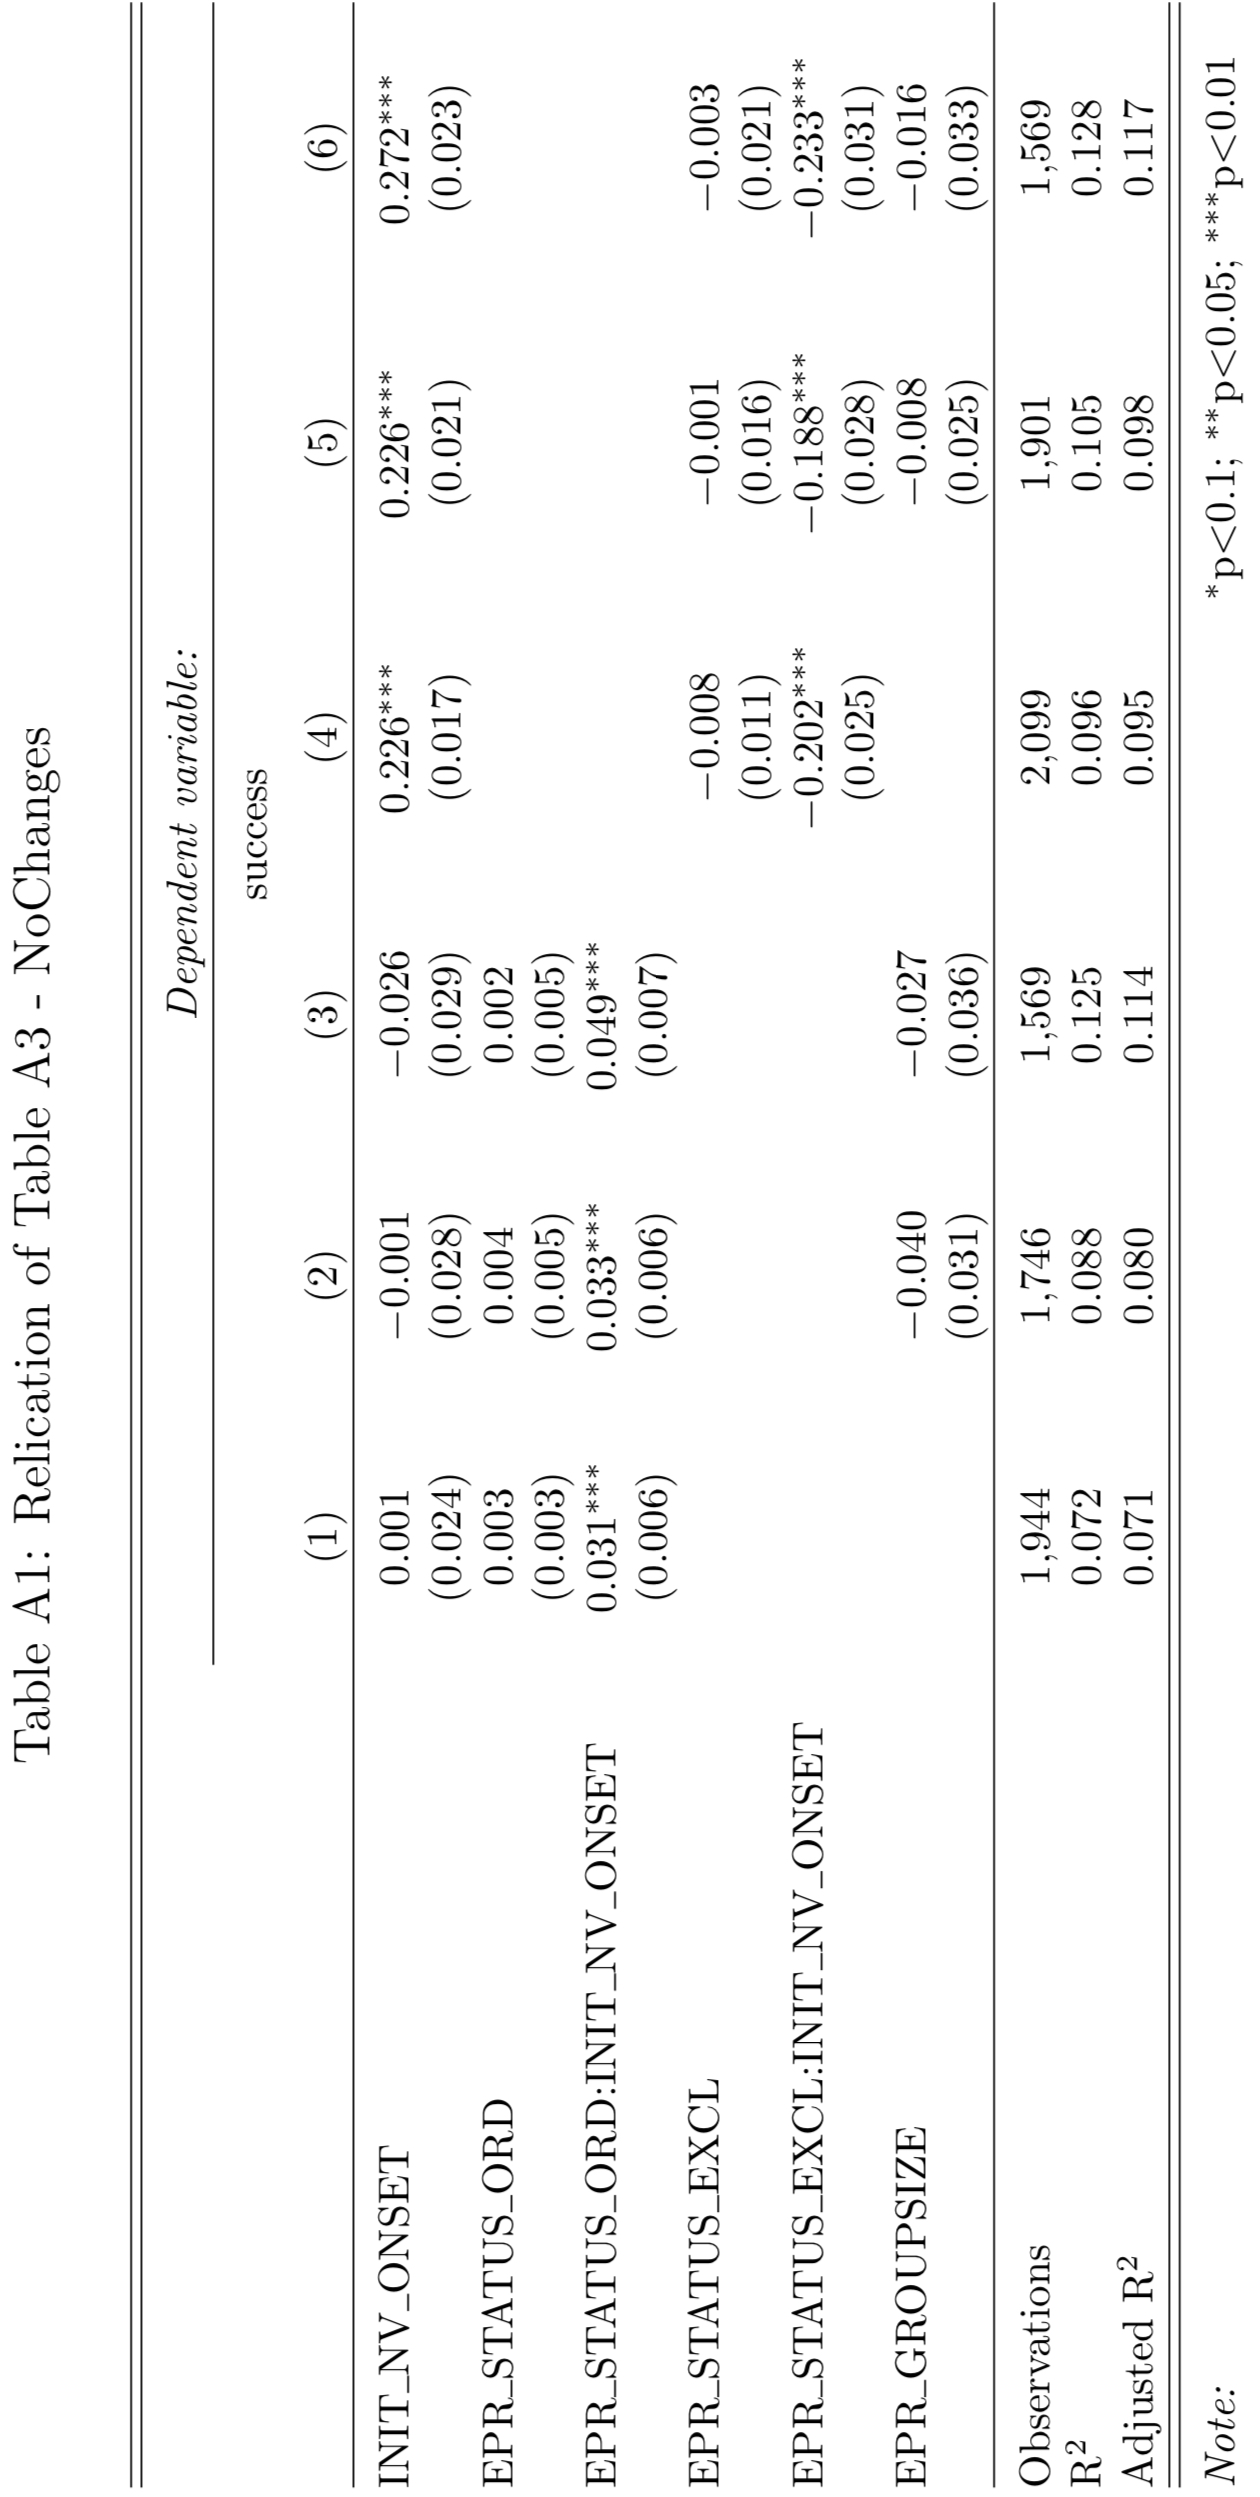 Table A1: Relication of Table A3 - NoChanges
Dependent variable:
success
(1) (2) (3) (4) (5) (6)
INIT_NV_ONSET 0.001 −0.001 −0.026 0.226*** 0.226*** 0.272***
(0.024) (0.028) (0.029) (0.017) (0.021) (0.023)
EPR_STATUS_ORD 0.003 0.004 0.002
(0.003) (0.005) (0.005)
EPR_STATUS_ORD:INIT_NV_ONSET 0.031*** 0.033*** 0.049***
(0.006) (0.006) (0.007)
EPR_STATUS_EXCL −0.008 −0.001 −0.003
(0.011) (0.016) (0.021)
EPR_STATUS_EXCL:INIT_NV_ONSET −0.202*** −0.188*** −0.233***
(0.025) (0.028) (0.031)
EPR_GROUPSIZE −0.040 −0.027 −0.008 −0.016
(0.031) (0.036) (0.025) (0.033)
Observations 1,944 1,746 1,569 2,099 1,901 1,569
R² 0.072 0.088 0.125 0.096 0.105 0.128
Adjusted R² 0.071 0.080 0.114 0.095 0.098 0.117
Note: *p<0.1; **p<0.05; ***p<0.01